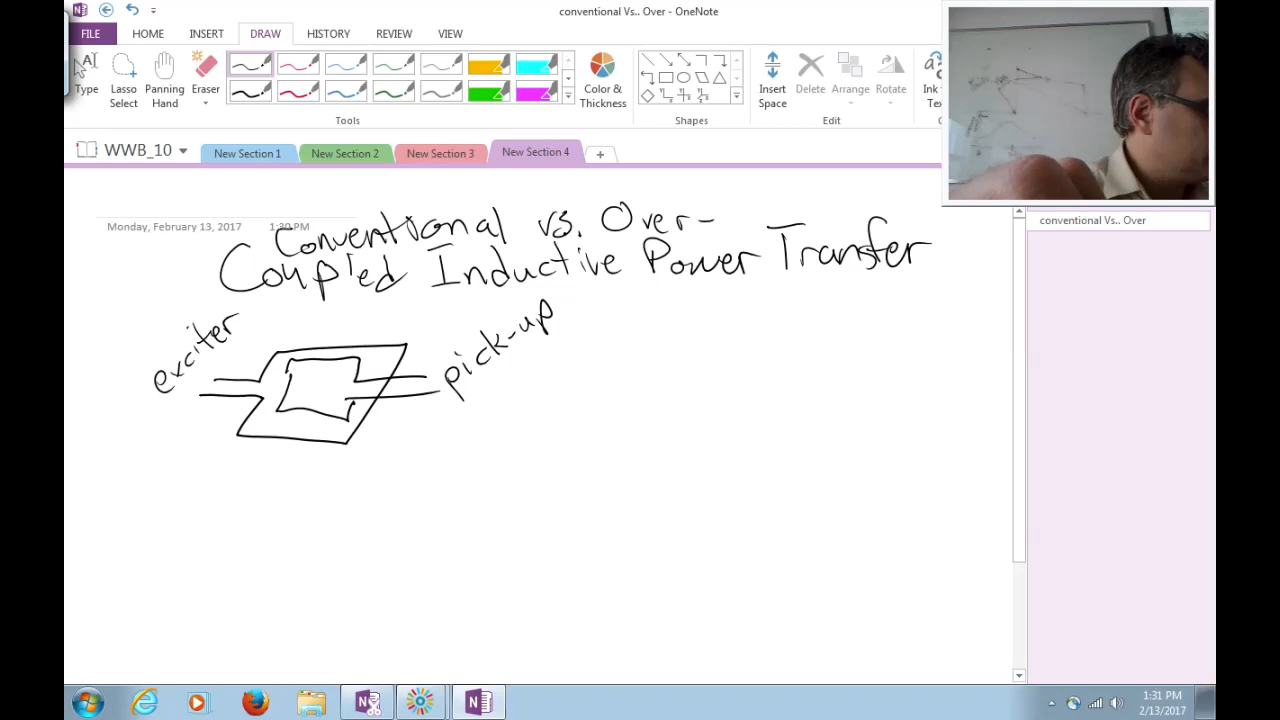 conventional Vs.. Over - OneNote
FILE HOME INSERT DRAW HISTORY REVIEW VIEW
Type
Lasso Select
Panning Hand
Eraser
Color & Thickness
Insert Space
Delete
Arrange
Rotate
Ink to
Tools
Shapes
Edit
WWB_10
New Section 1
New Section 2
New Section 3
New Section 4
conventional Vs.. Over
Monday, February 13, 2017 1:30 PM
Conventional vs. Over-
Coupled Inductive Power Transfer
exciter
pick-up
1:31 PM
2/13/2017